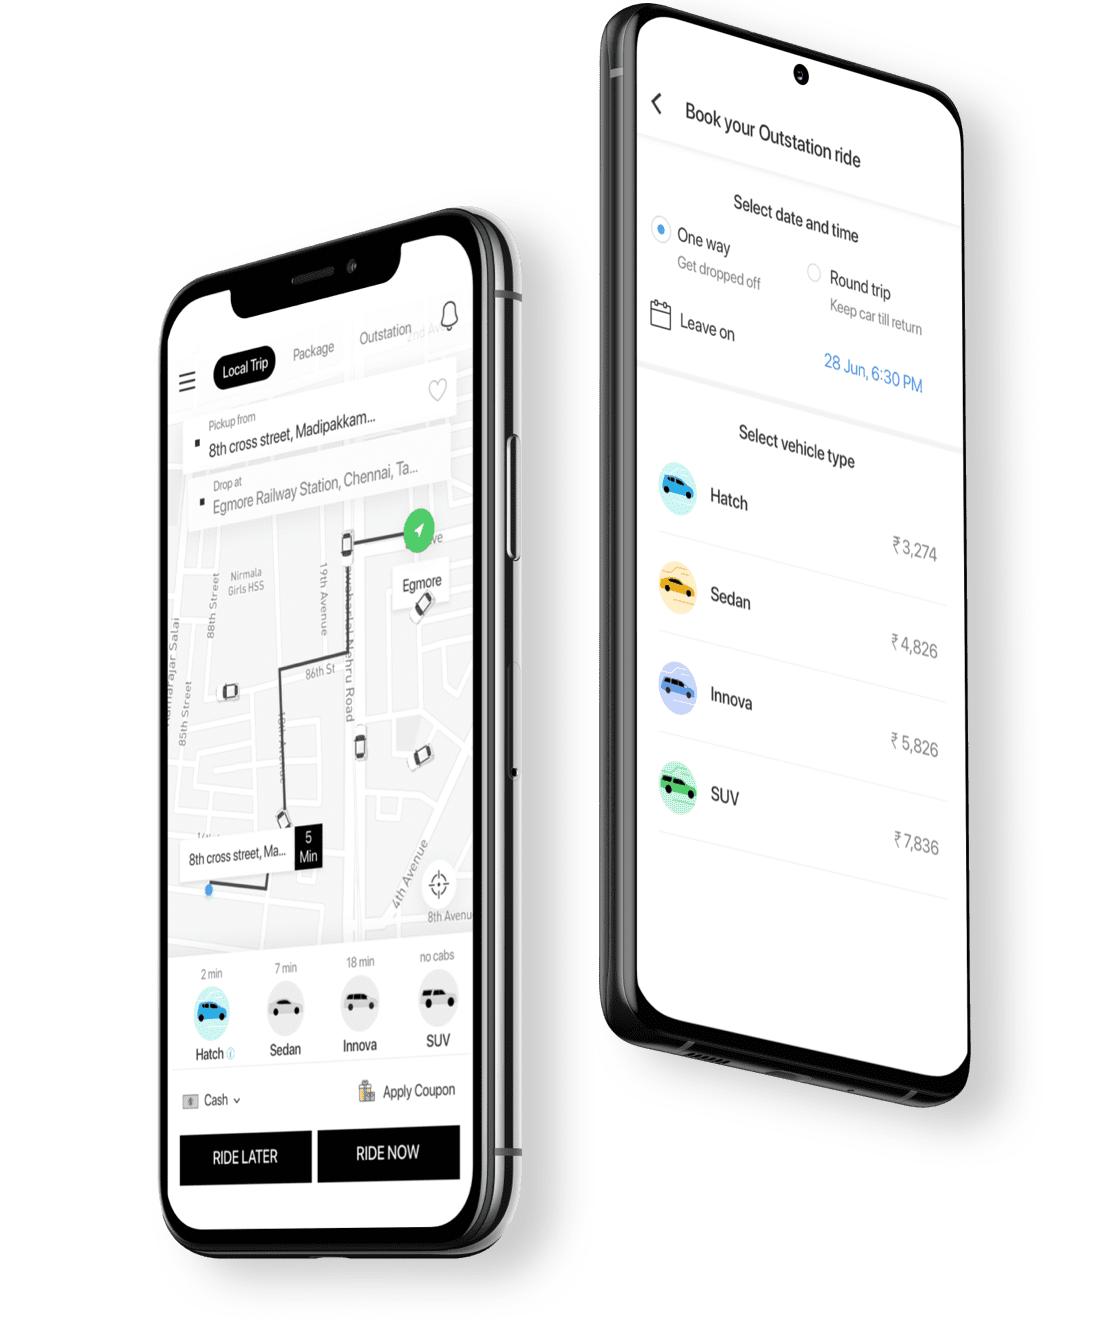 Local Trip
Package
Outstation
2nd Av
Pickup from
8th cross street, Madipakkam...
Drop at
Egmore Railway Station, Chennai, Ta...
ve
Egmore
Nirmala
Girls HSS
19th Avenue
88th Street
86th St
Nehru Road
85th Street
Salai
8th cross street, Ma...
5
Min
4th Avenue
8th Avenu
2 min
7 min
18 min
no cabs
Hatch
Sedan
Innova
SUV
Cash
Apply Coupon
RIDE LATER
RIDE NOW
Book your Outstation ride
Select date and time
One way
Get dropped off
Round trip
Keep car till return
Leave on
28 Jun, 6:30 PM
Select vehicle type
Hatch
₹3,274
Sedan
₹4,826
Innova
₹5,826
SUV
₹7,836